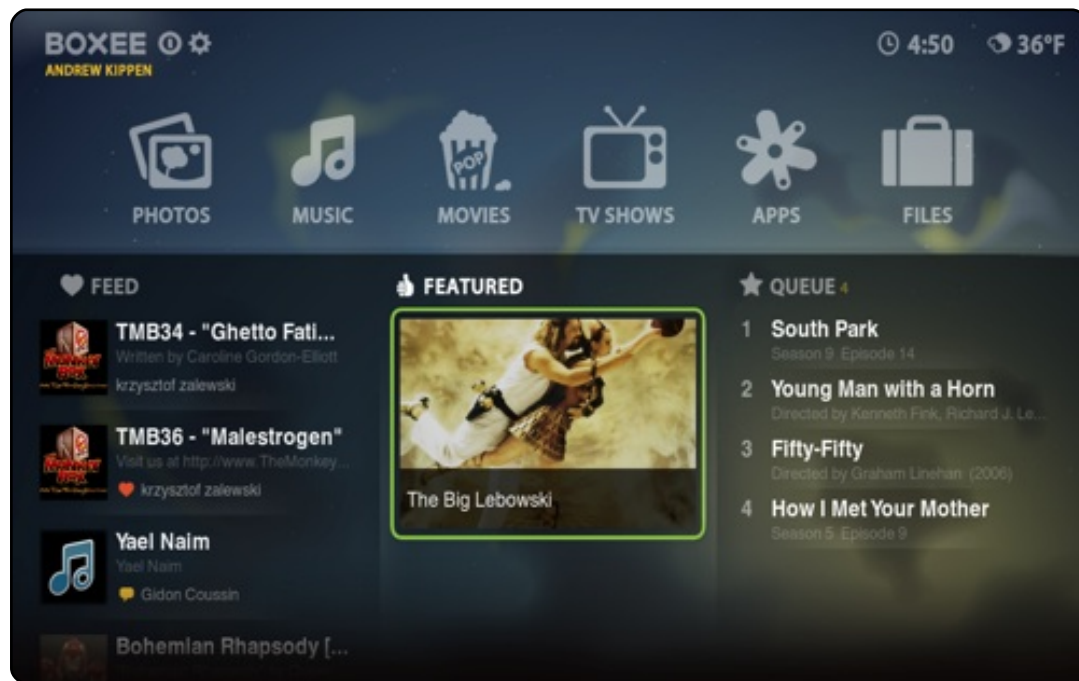 BOXEE
ANDREW KIPPEN
4:50
36°F
PHOTOS
MUSIC
POP
MOVIES
TV SHOWS
APPS
FILES
FEED
TMB34 - "Ghetto Fati...
Written by Caroline Gordon-Elliott
krzysztof zalewski
TMB36 - "Malestrogen"
Visit us at http://www.TheMonkey...
krzysztof zalewski
Yael Naim
Yael Naim
Gidon Coussin
Bohemian Rhapsody [...
FEATURED
The Big Lebowski
QUEUE 4
1 South Park
Season 9 Episode 14
2 Young Man with a Horn
Directed by Kenneth Fink, Richard J. Le...
3 Fifty-Fifty
Directed by Graham Linehan (2006)
4 How I Met Your Mother
Season 5 Episode 9